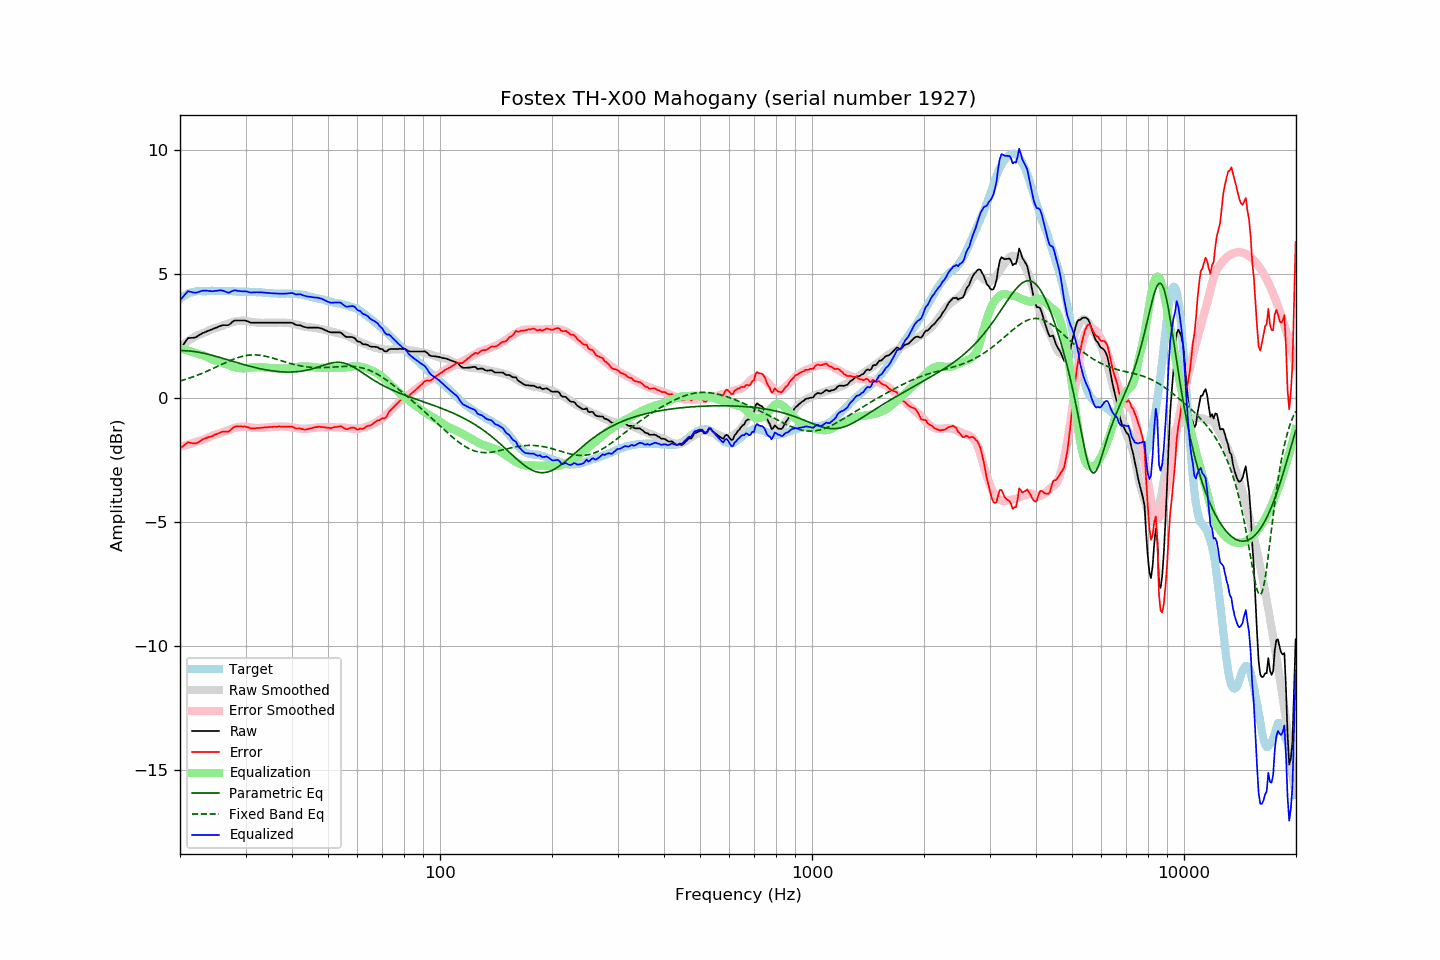 Fostex TH-X00 Mahogany (serial number 1927)
10
5
0
−5
−10
−15
Amplitude (dBr)
Target
Raw Smoothed
Error Smoothed
Raw
Error
Equalization
Parametric Eq
Fixed Band Eq
Equalized
100
1000
10000
Frequency (Hz)